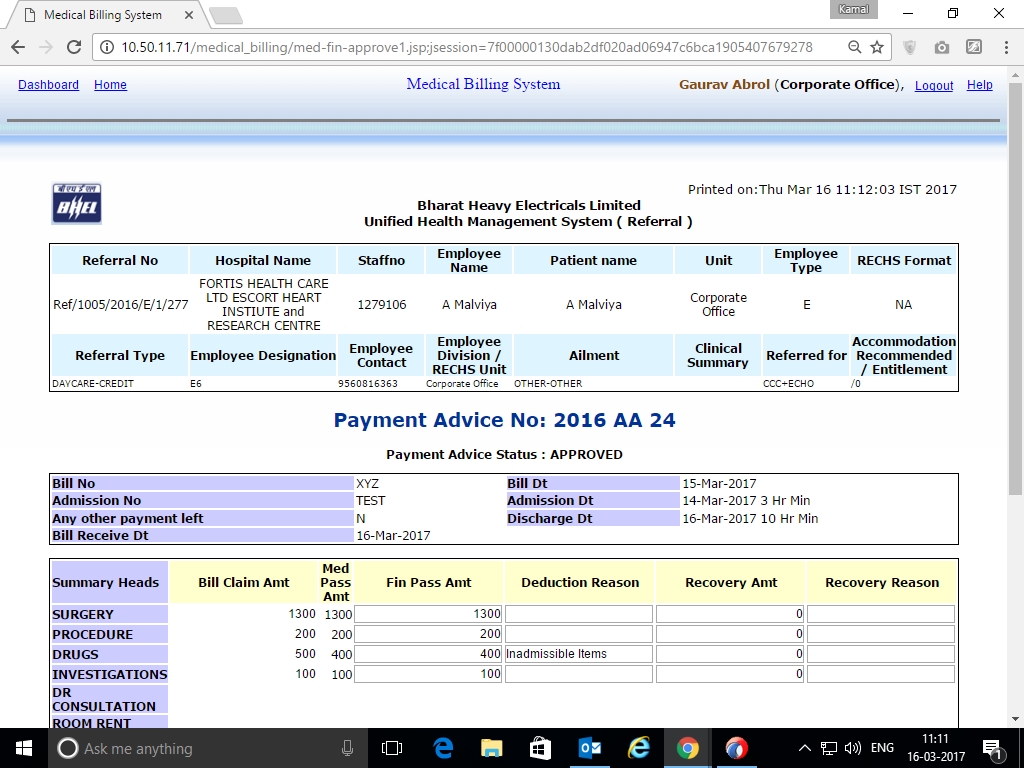 Medical Billing System
Kamal
10.50.11.71/medical_billing/med-fin-approve1.jsp;jsession=7f00000130dab2df020ad06947c6bca1905407679278
Dashboard Home Medical Billing System Gaurav Abrol (Corporate Office), Logout Help
बी एच ई एल
BHEL
Printed on:Thu Mar 16 11:12:03 IST 2017
Bharat Heavy Electricals Limited
Unified Health Management System ( Referral )
Referral No Hospital Name Staffno Employee Name Patient name Unit Employee Type RECHS Format
Ref/1005/2016/E/1/277 FORTIS HEALTH CARE LTD ESCORT HEART INSTIUTE and RESEARCH CENTRE 1279106 A Malviya A Malviya Corporate Office E NA
Referral Type Employee Designation Employee Contact Employee Division / RECHS Unit Ailment Clinical Summary Referred for Accommodation Recommended / Entitlement
DAYCARE-CREDIT E6 9560816363 Corporate Office OTHER-OTHER CCC+ECHO /0
Payment Advice No: 2016 AA 24
Payment Advice Status : APPROVED
Bill No XYZ Bill Dt 15-Mar-2017
Admission No TEST Admission Dt 14-Mar-2017 3 Hr Min
Any other payment left N Discharge Dt 16-Mar-2017 10 Hr Min
Bill Receive Dt 16-Mar-2017
Summary Heads Bill Claim Amt Med Pass Amt Fin Pass Amt Deduction Reason Recovery Amt Recovery Reason
SURGERY 1300 1300 1300 0
PROCEDURE 200 200 200 0
DRUGS 500 400 400 Inadmissible Items 0
INVESTIGATIONS 100 100 100 0
DR CONSULTATION
ROOM RENT
Ask me anything
ENG
11:11
16-03-2017
1